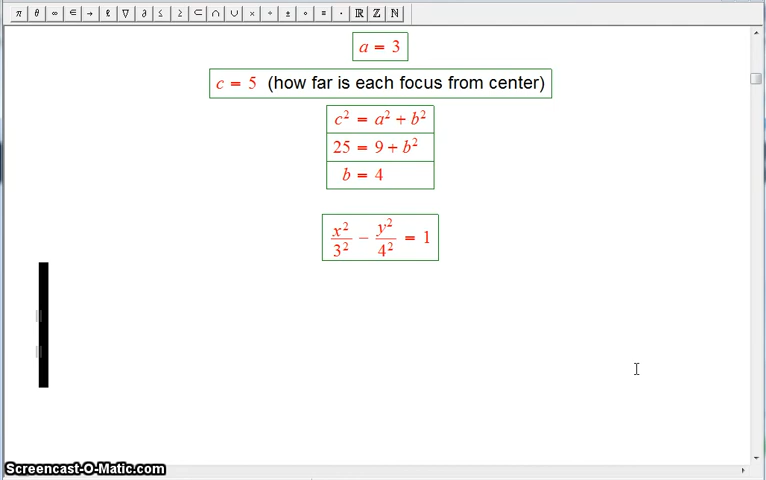 π θ ∞ ∈ → ℓ ∇ ∂ ≤ ≥ ⊂ ∩ ∪ × ÷ ± ∘ ≡ · ℝ ℤ ℕ
a = 3
c = 5 (how far is each focus from center)
c² = a² + b²
25 = 9 + b²
b = 4
x²/3² − y²/4² = 1
Screencast-O-Matic.com